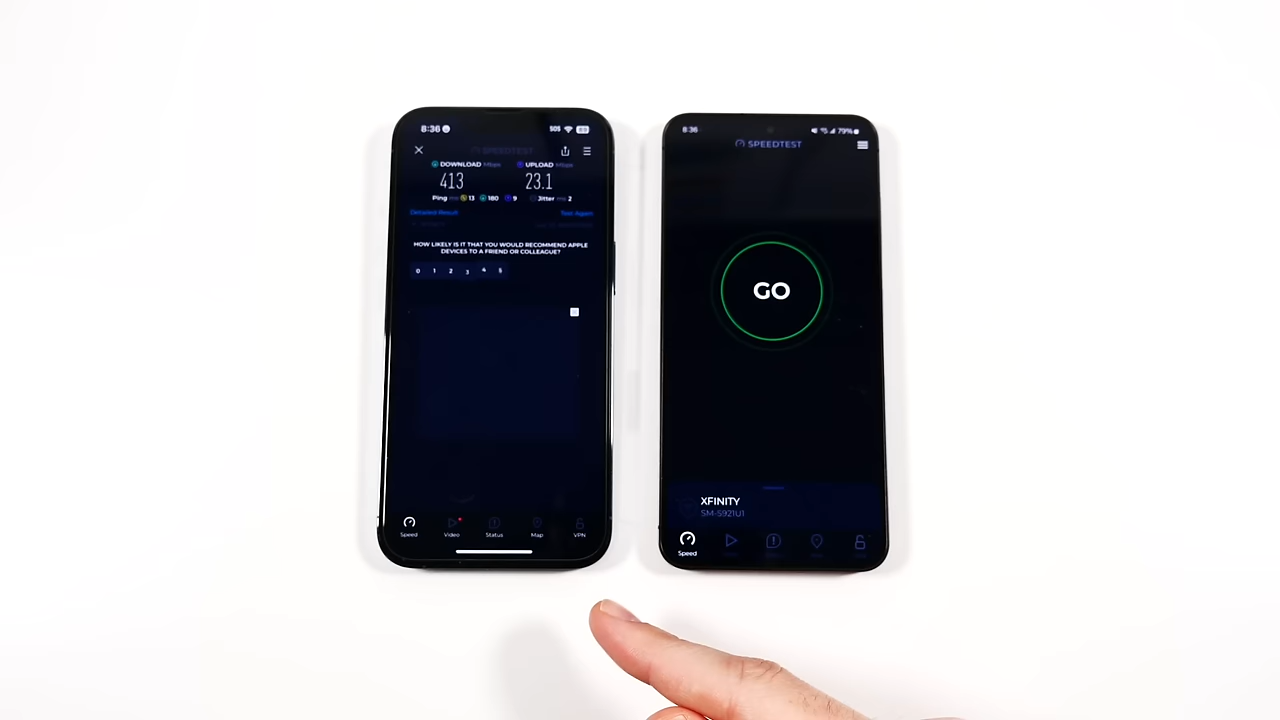 8:36
SOS
SPEEDTEST
DOWNLOAD Mbps
UPLOAD Mbps
413
23.1
Ping ms 13 180 9 Jitter ms 2
Detailed Result
Test Again
HOW LIKELY IS IT THAT YOU WOULD RECOMMEND APPLE
DEVICES TO A FRIEND OR COLLEAGUE?
0 1 2 3 4 5
Speed Video Status Map VPN
8:36
79%
SPEEDTEST
GO
XFINITY
SM-S921U1
Speed